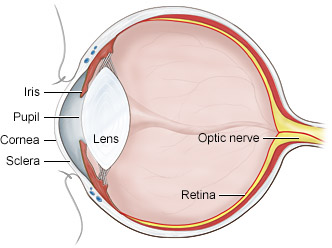 Iris
Pupil
Cornea
Lens
Optic nerve
Sclera
Retina